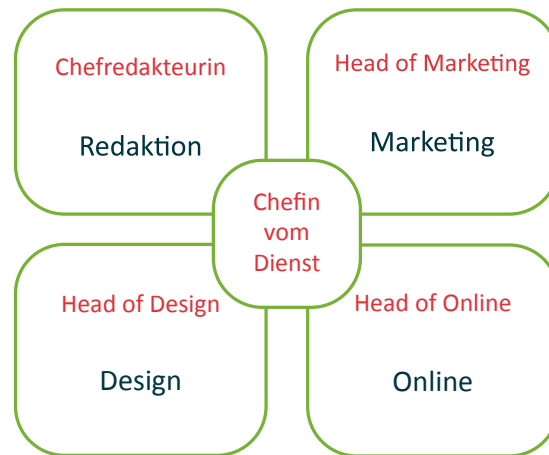 Chefredakteurin
Redaktion
Head of Marketing
Marketing
Chefin
vom
Dienst
Head of Design
Design
Head of Online
Online